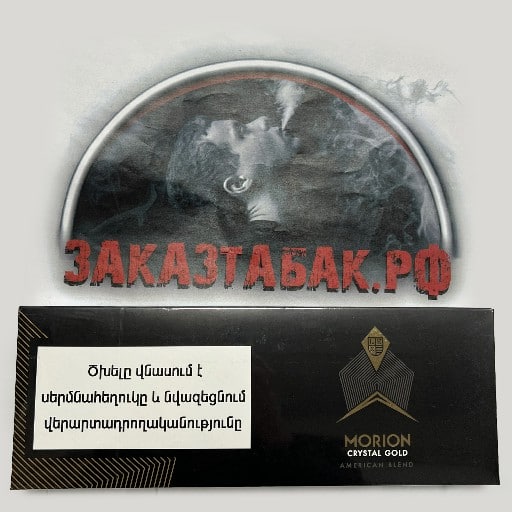 ЗАКАЗТАБАК.РФ
Ծխելը վնասում է
սերմնահեղուկը և նվազեցնում
վերարտադրողականությունը
MORION
CRYSTAL GOLD
AMERICAN BLEND